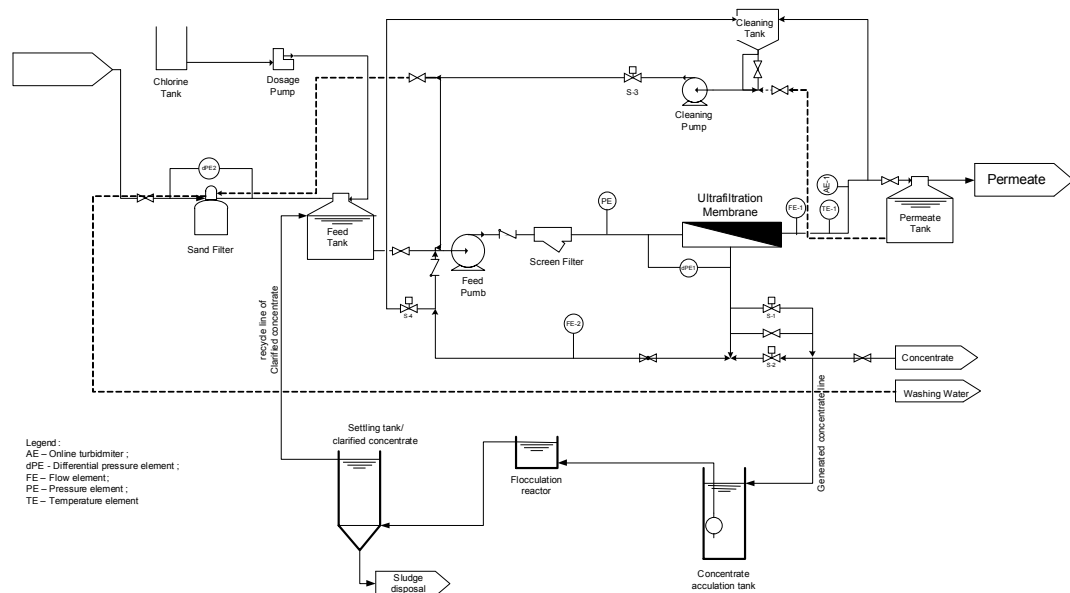 Cleaning
Tank
Chlorine
Tank
Dosage
Pump
S-3
Cleaning
Pump
dPE2
Sand Filter
Feed
Tank
Feed
Pumb
Screen Filter
PE
Ultrafiltration
Membrane
dPE1
FE-1
TE-1
AE-1
Permeate
Tank
Permeate
S-4
FE-2
S-1
S-2
Concentrate
Washing Water
recycle line of
Clarified concentrate
Generated concentrate line
Legend :
AE – Online turbidmiter ;
dPE - Differential pressure element ;
FE – Flow element;
PE – Pressure element ;
TE – Temperature element
Settling tank/
clarified concentrate
Flocculation
reactor
Concentrate
acculation tank
Sludge
disposal